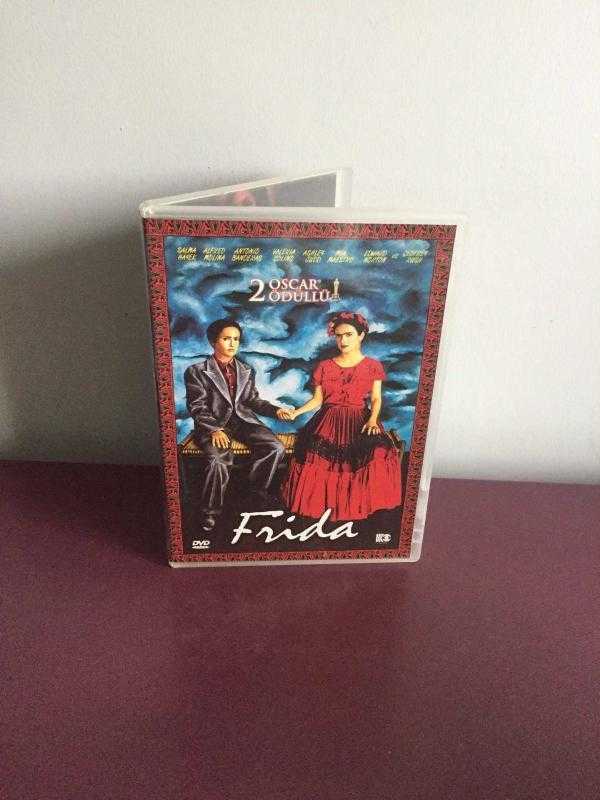 SALMA HAYEK ALFRED MOLINA ANTONIO BANDERAS VALERIA GOLINO ASHLEY JUDD MIA MAESTRO EDWARD NORTON GEOFFREY RUSH
2 OSCAR®
ÖDÜLLÜ
Frida
DVD